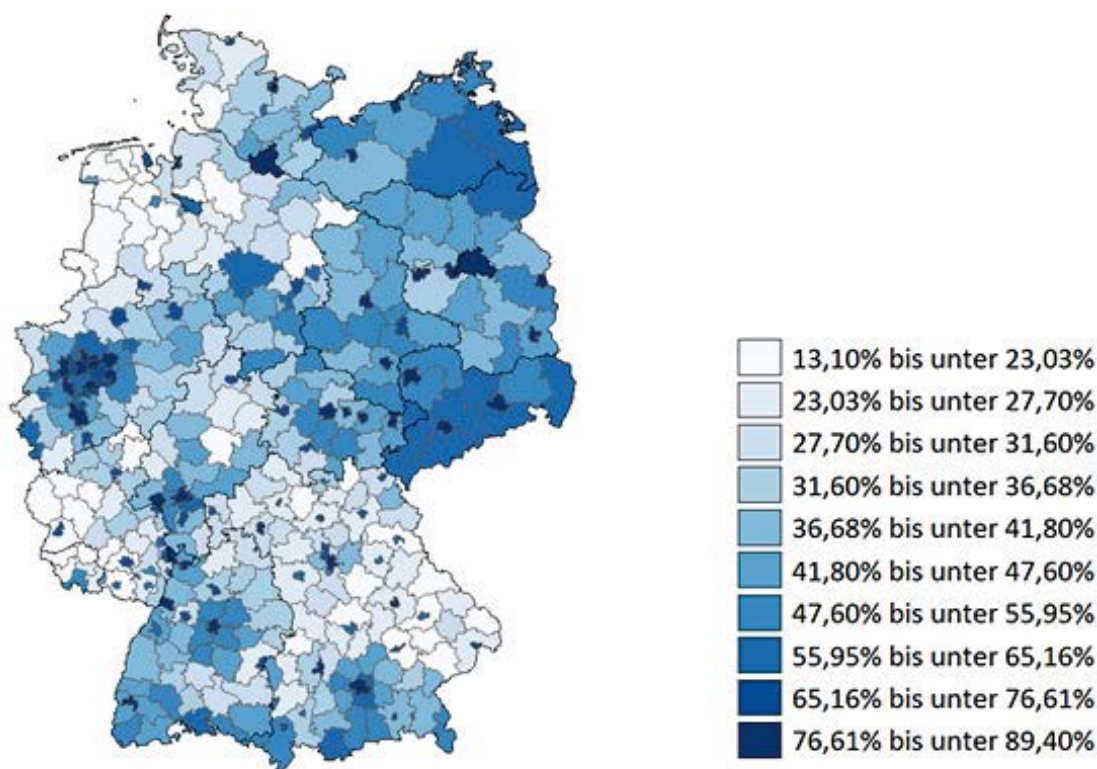 13,10% bis unter 23,03%
23,03% bis unter 27,70%
27,70% bis unter 31,60%
31,60% bis unter 36,68%
36,68% bis unter 41,80%
41,80% bis unter 47,60%
47,60% bis unter 55,95%
55,95% bis unter 65,16%
65,16% bis unter 76,61%
76,61% bis unter 89,40%